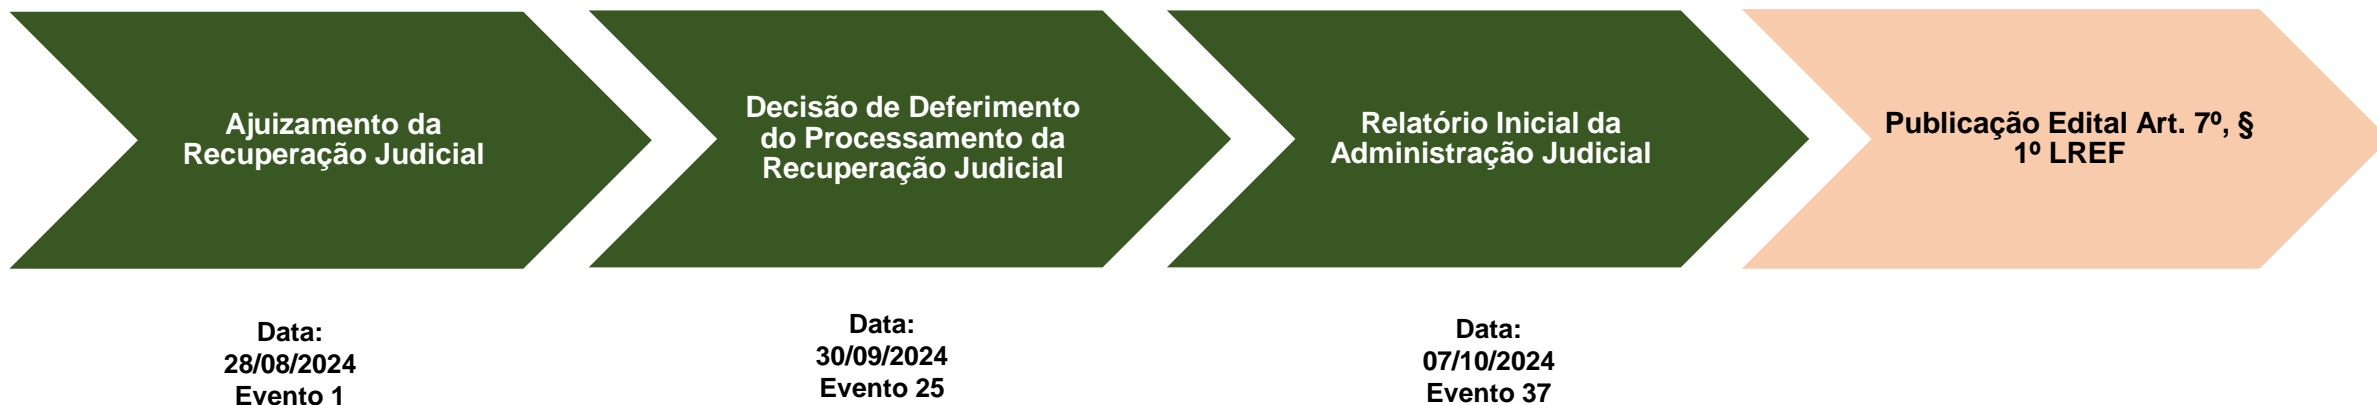 Ajuizamento da
Recuperação Judicial
Decisão de Deferimento
do Processamento da
Recuperação Judicial
Relatório Inicial da
Administração Judicial
Publicação Edital Art. 7º, §
1º LREF
Data:
28/08/2024
Evento 1
Data:
30/09/2024
Evento 25
Data:
07/10/2024
Evento 37